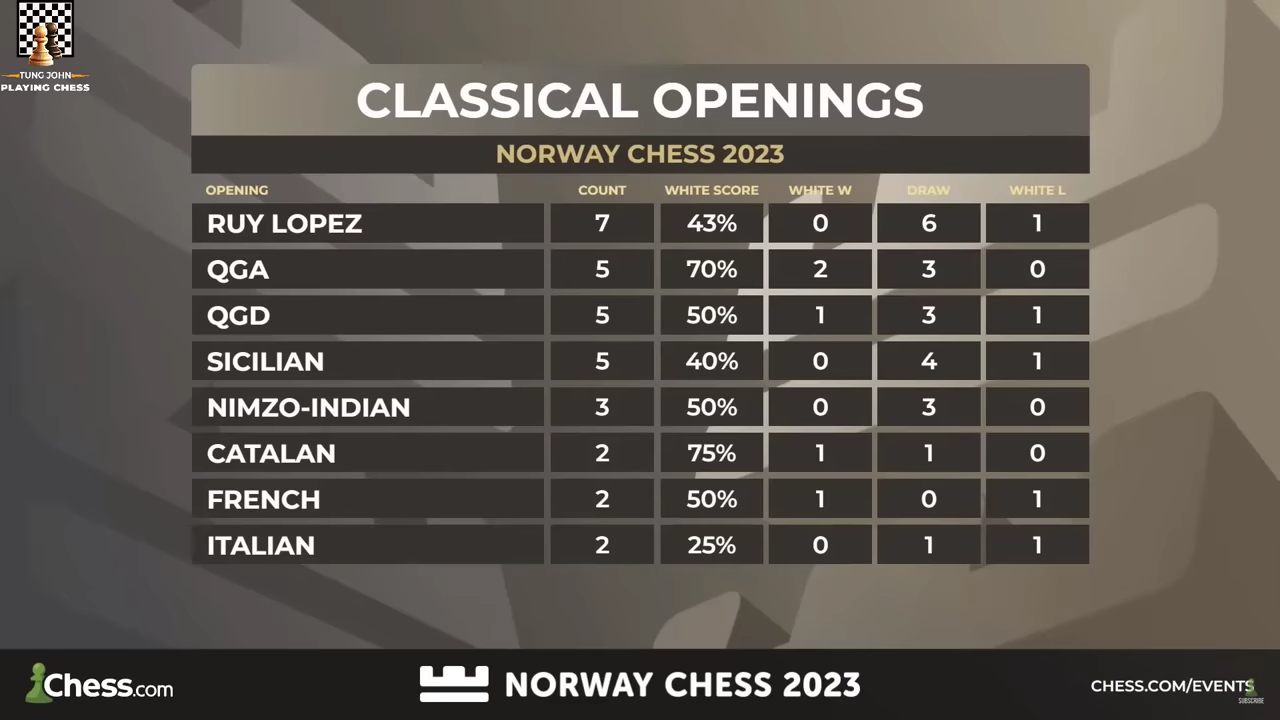 TUNG JOHN
PLAYING CHESS
CLASSICAL OPENINGS
NORWAY CHESS 2023
OPENING COUNT WHITE SCORE WHITE W DRAW WHITE L
RUY LOPEZ 7 43% 0 6 1
QGA 5 70% 2 3 0
QGD 5 50% 1 3 1
SICILIAN 5 40% 0 4 1
NIMZO-INDIAN 3 50% 0 3 0
CATALAN 2 75% 1 1 0
FRENCH 2 50% 1 0 1
ITALIAN 2 25% 0 1 1
Chess.com NORWAY CHESS 2023 CHESS.COM/EVENTS
SUBSCRIBE